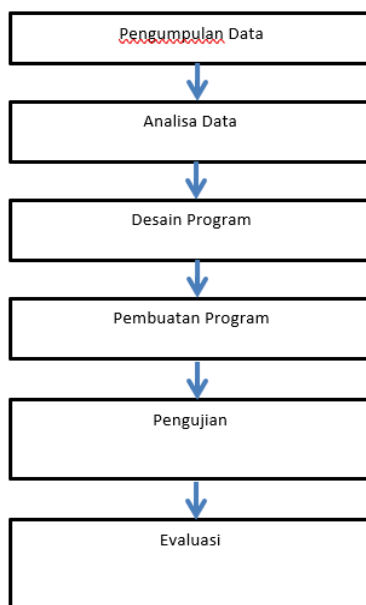 Pengumpulan Data
Analisa Data
Desain Program
Pembuatan Program
Pengujian
Evaluasi